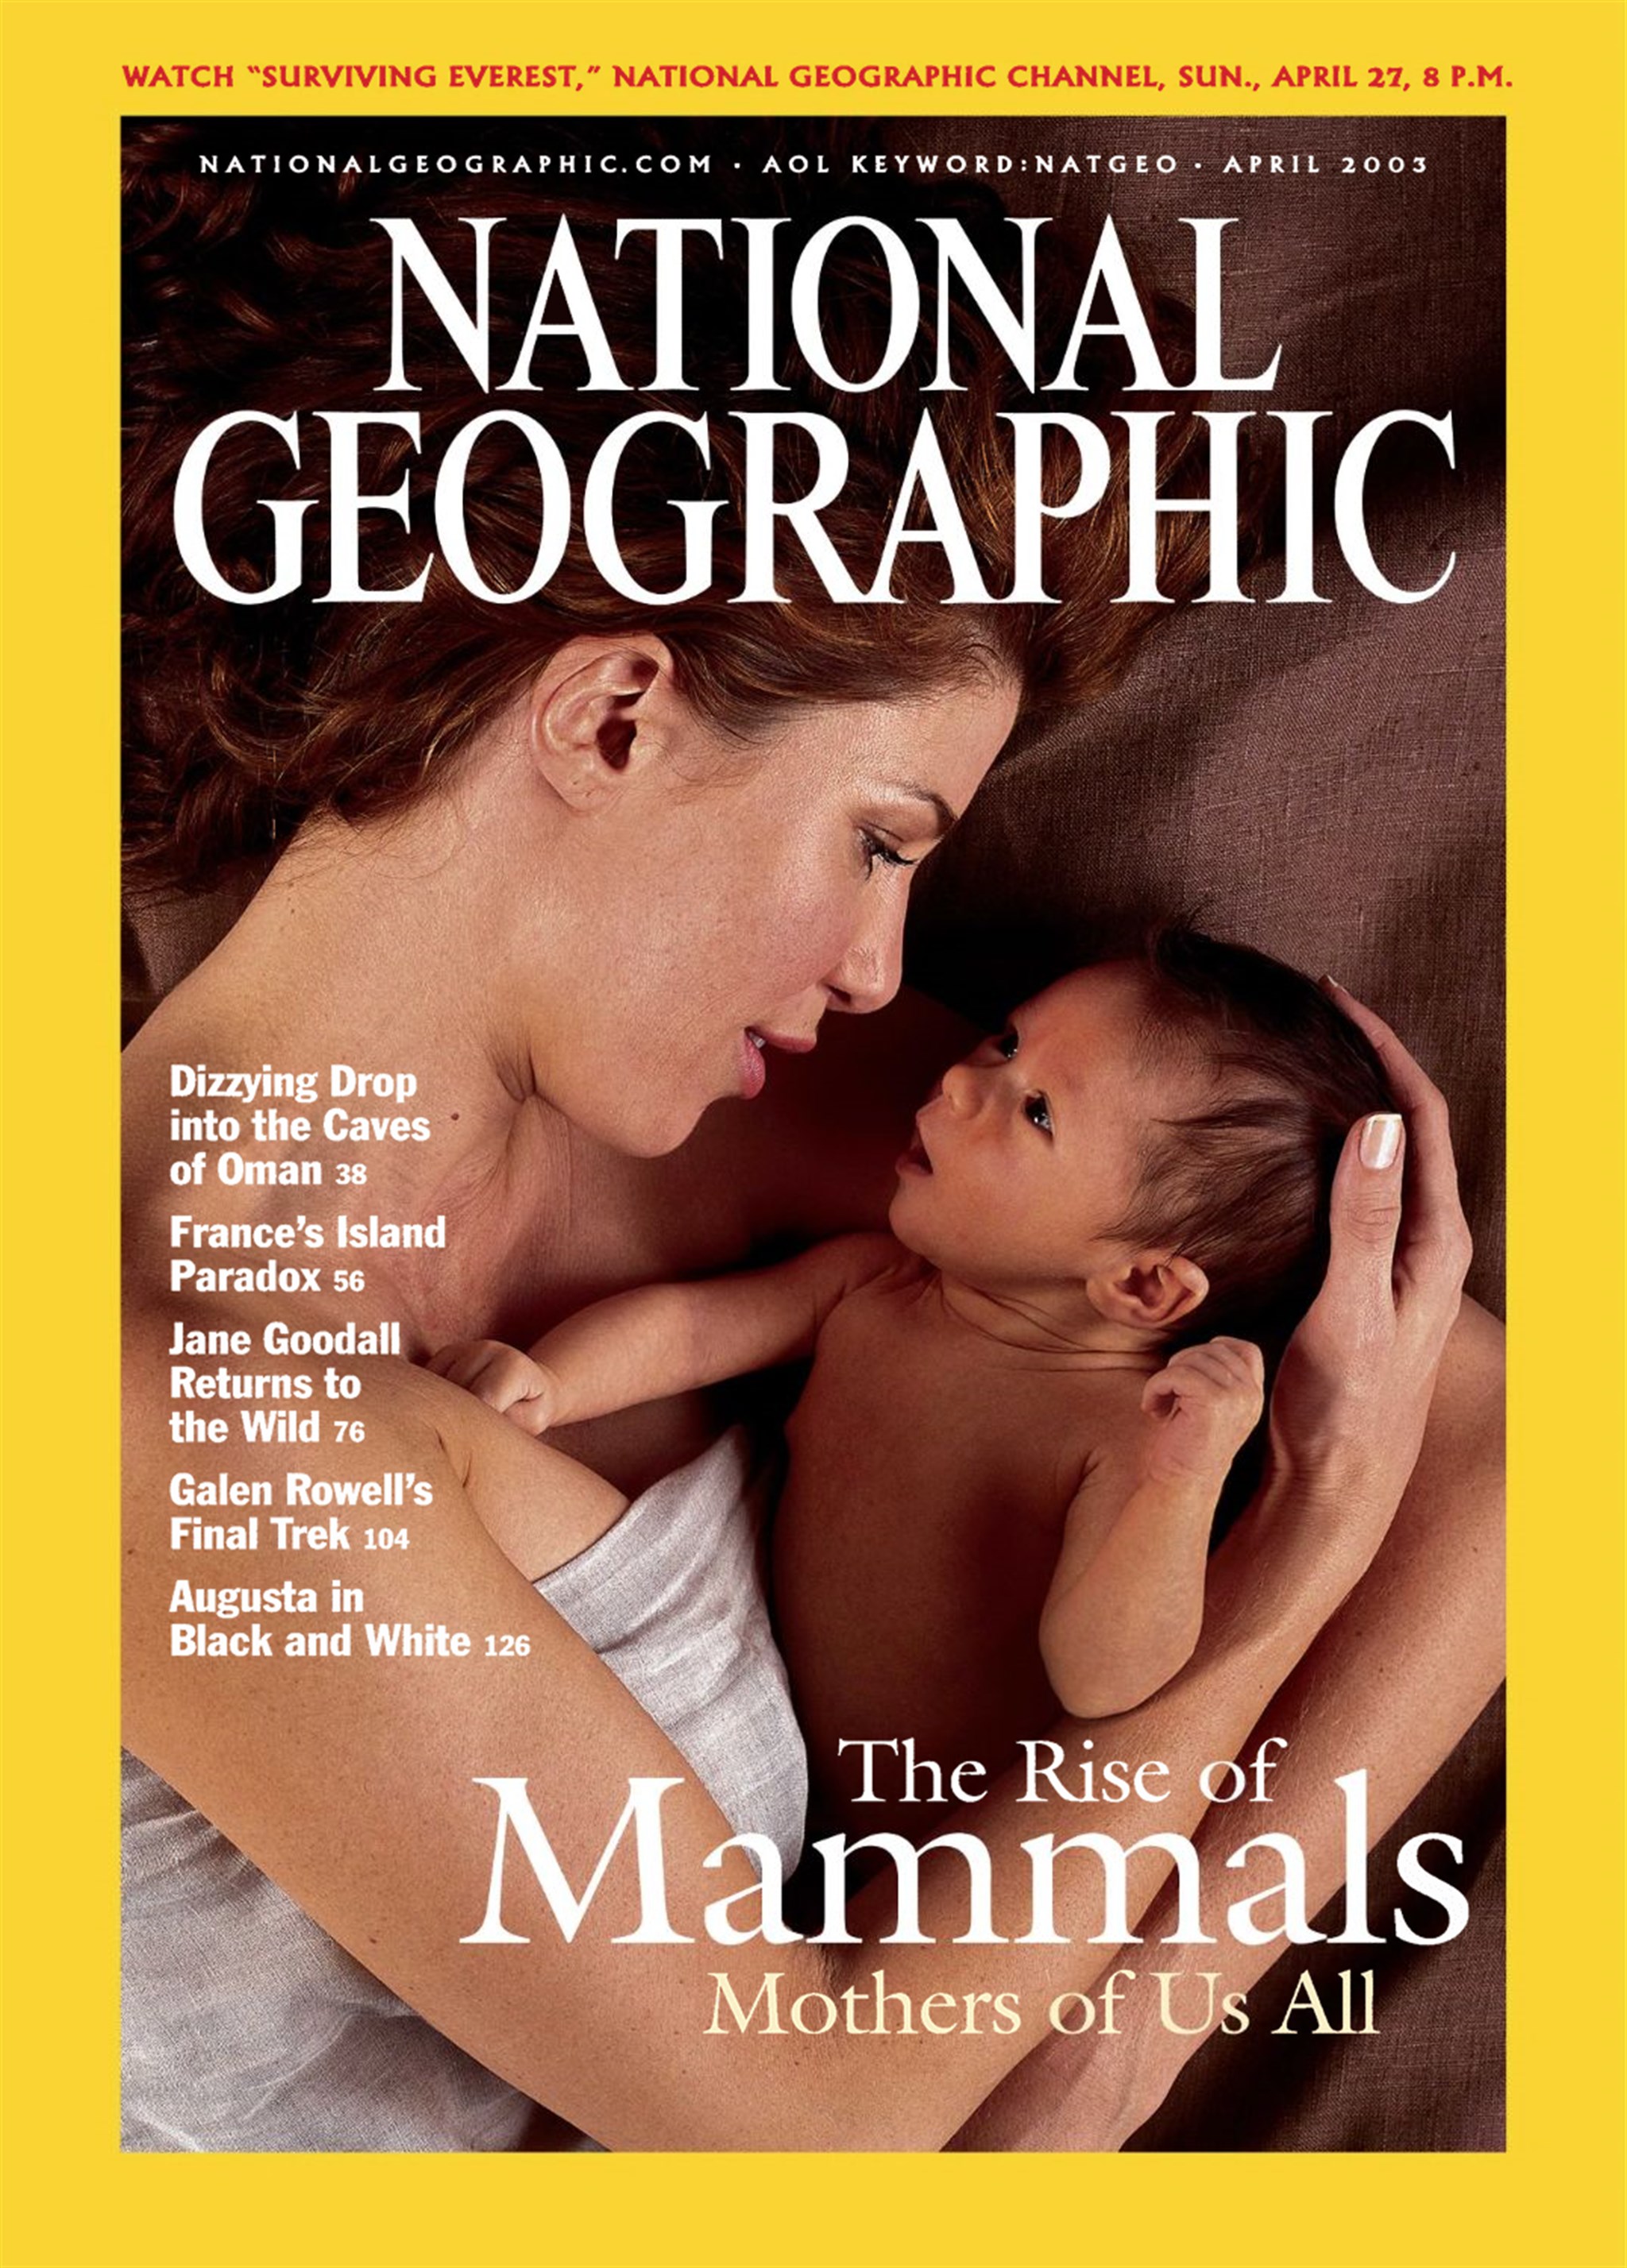 WATCH “SURVIVING EVEREST,” NATIONAL GEOGRAPHIC CHANNEL, SUN., APRIL 27, 8 P.M.
NATIONALGEOGRAPHIC.COM · AOL KEYWORD:NATGEO · APRIL 2003
NATIONAL
GEOGRAPHIC
Dizzying Drop
into the Caves
of Oman 38
France’s Island
Paradox 56
Jane Goodall
Returns to
the Wild 76
Galen Rowell’s
Final Trek 104
Augusta in
Black and White 126
The Rise of
Mammals
Mothers of Us All